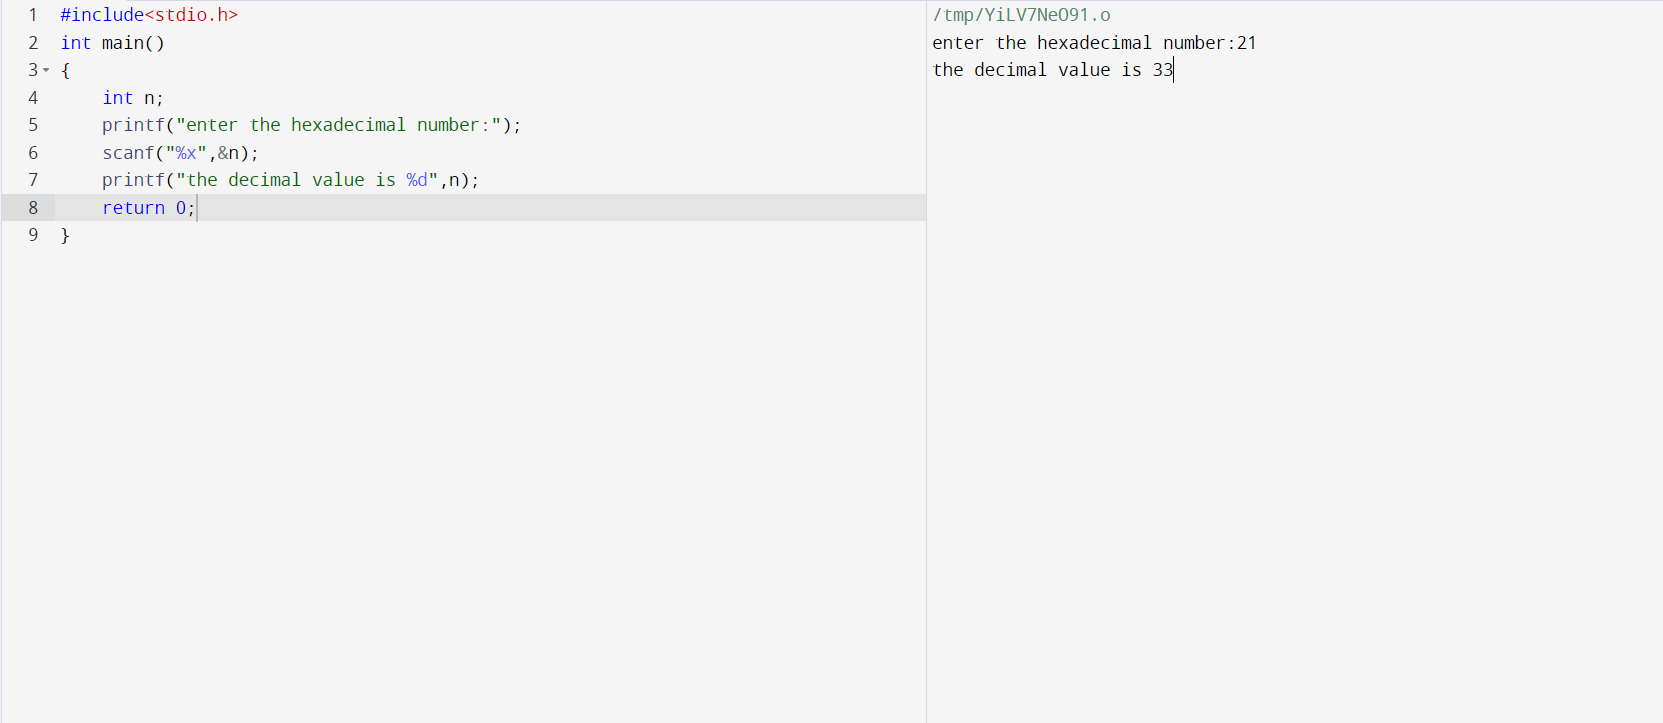 1 #include<stdio.h>
2 int main()
3 {
4     int n;
5     printf("enter the hexadecimal number:");
6     scanf("%x",&n);
7     printf("the decimal value is %d",n);
8     return 0;
9 }
/tmp/YiLV7NeO91.o
enter the hexadecimal number:21
the decimal value is 33